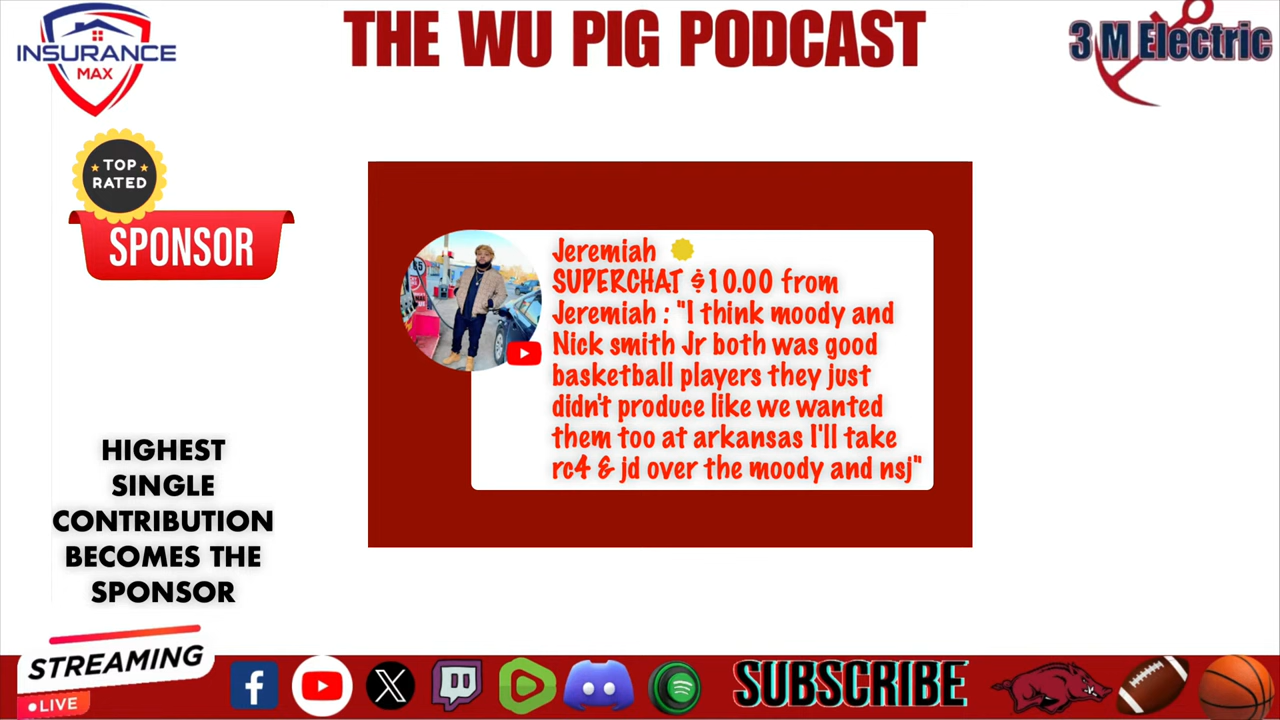 INSURANCE
MAX
THE WU PIG PODCAST
3 M Electric
TOP
RATED
SPONSOR
Jeremiah
SUPERCHAT $10.00 from
Jeremiah : "I think moody and
Nick smith Jr both was good
basketball players they just
didn't produce like we wanted
them too at arkansas I'll take
rc4 & jd over the moody and nsj"
HIGHEST
SINGLE
CONTRIBUTION
BECOMES THE
SPONSOR
STREAMING
LIVE
SUBSCRIBE